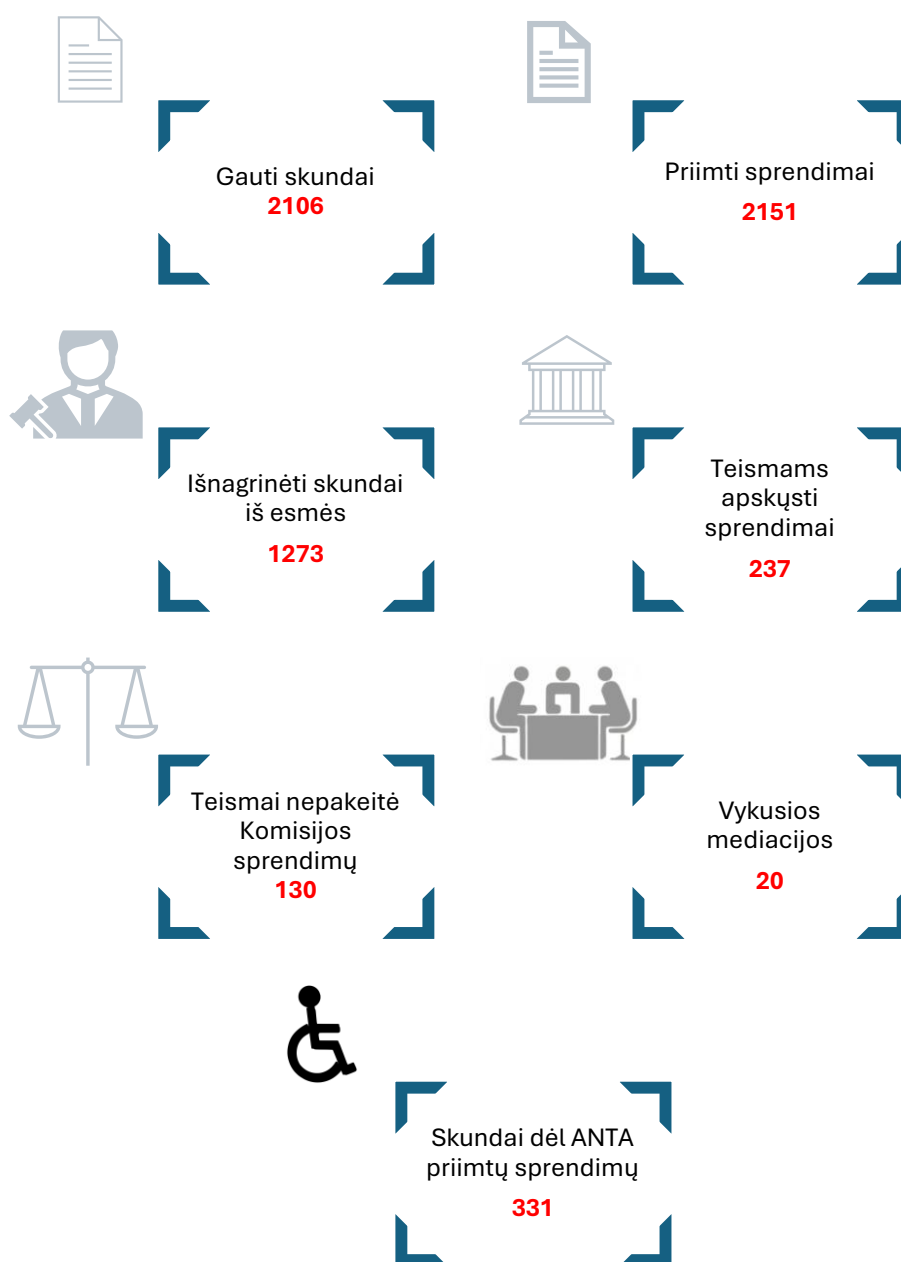 Gauti skundai
2106
Priimti sprendimai
2151
Išnagrinėti skundai
iš esmės
1273
Teismams
apskųsti
sprendimai
237
Teismai nepakeitė
Komisijos
sprendimų
130
Vykusios
mediacijos
20
Skundai dėl ANTA
priimtų sprendimų
331